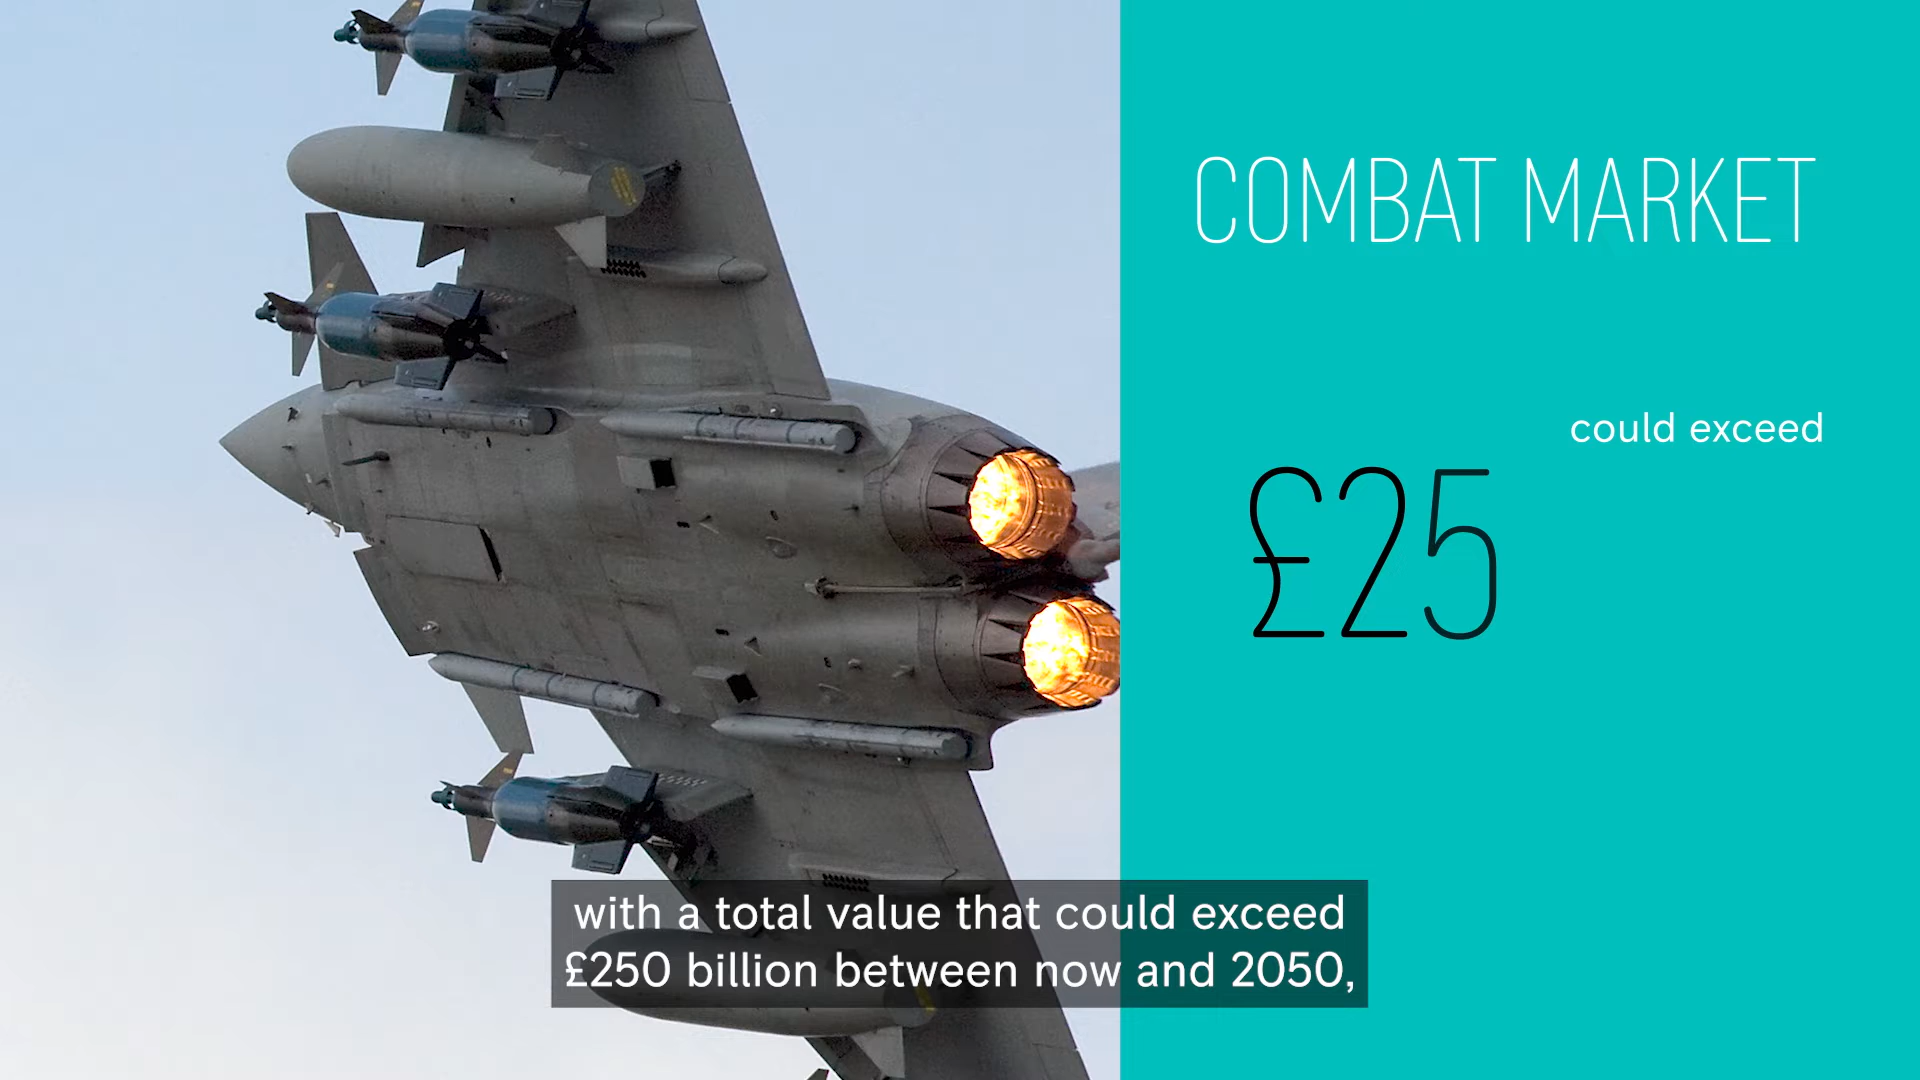 COMBAT MARKET
could exceed
£25
with a total value that could exceed
£250 billion between now and 2050,